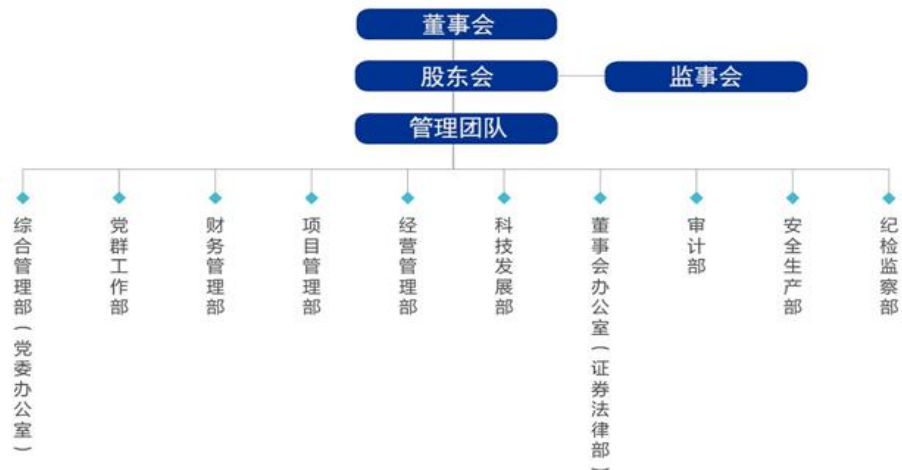 董事会
股东会
监事会
管理团队
综合管理部(党委办公室)
党群工作部
财务管理部
项目管理部
经营管理部
科技发展部
董事会办公室(证券法律部)
审计部
安全生产部
纪检监察部